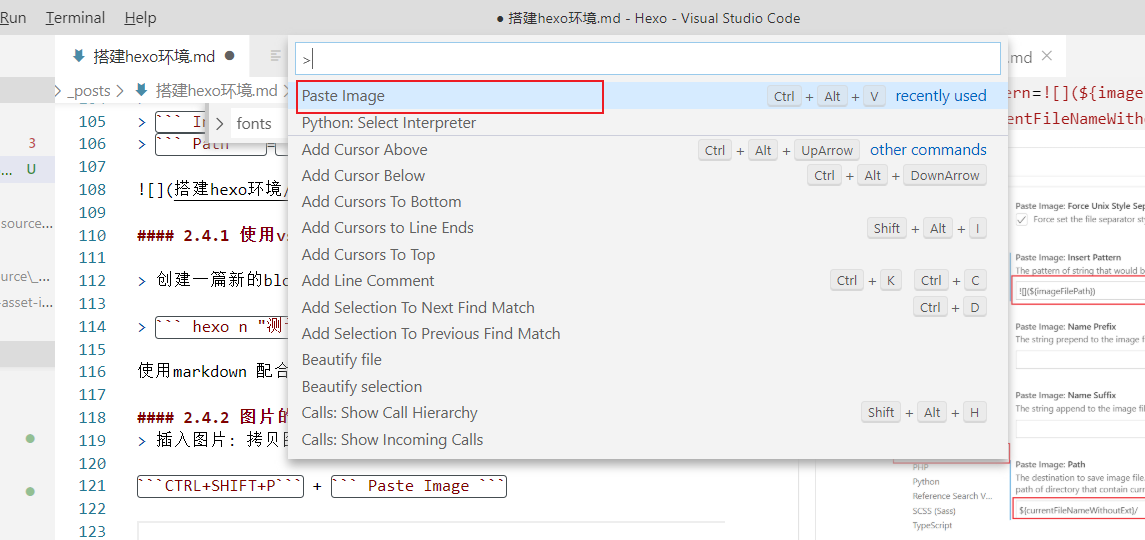 Run Terminal Help ● 搭建hexo环境.md - Hexo - Visual Studio Code
搭建hexo环境.md ●
.md ×
>
_posts > 搭建hexo环境.md >
fonts
Paste Image Ctrl + Alt + V recently used
Python: Select Interpreter
Add Cursor Above Ctrl + Alt + UpArrow other commands
Add Cursor Below Ctrl + Alt + DownArrow
Add Cursors To Bottom
Add Cursors to Line Ends Shift + Alt + I
Add Cursors To Top
Add Line Comment Ctrl + K Ctrl + C
Add Selection To Next Find Match Ctrl + D
Add Selection To Previous Find Match
Beautify file
Beautify selection
Calls: Show Call Hierarchy Shift + Alt + H
Calls: Show Incoming Calls
3
... U
source...
urce\_...
-asset-i...
105 > ``` In
106 > ``` Path
107
108 ![](搭建hexo环境/
109
110 #### 2.4.1 使用vs
111
112 > 创建一篇新的blo
113
114 > ``` hexo n "测
115
116 使用markdown 配合
117
118 #### 2.4.2 图片的
119 > 插入图片: 拷贝
120
121 ```CTRL+SHIFT+P``` + ``` Paste Image ```
122
123
ern=![](${imag
entFileNameWitho
Paste Image: Force Unix Style Sep
Force set the file separator sty
Paste Image: Insert Pattern
The pattern of string that would b
![](${imageFilePath})
Paste Image: Name Prefix
The string prepend to the image f
Paste Image: Name Suffix
The string append to the image fil
Paste Image: Path
The destination to save image file.
path of directory that contain curr
${currentFileNameWithoutExt}/
PHP
Python
Reference Search V...
SCSS (Sass)
TypeScript